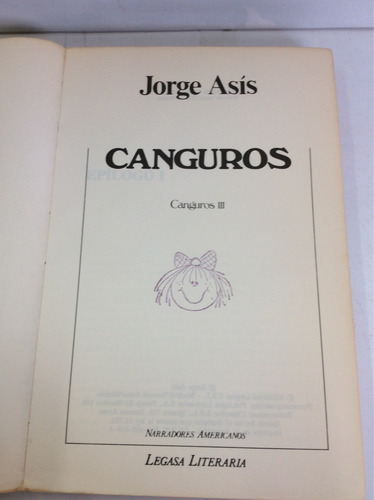 Jorge Asís
CANGUROS
Canguros III
NARRADORES AMERICANOS
LEGASA LITERARIA